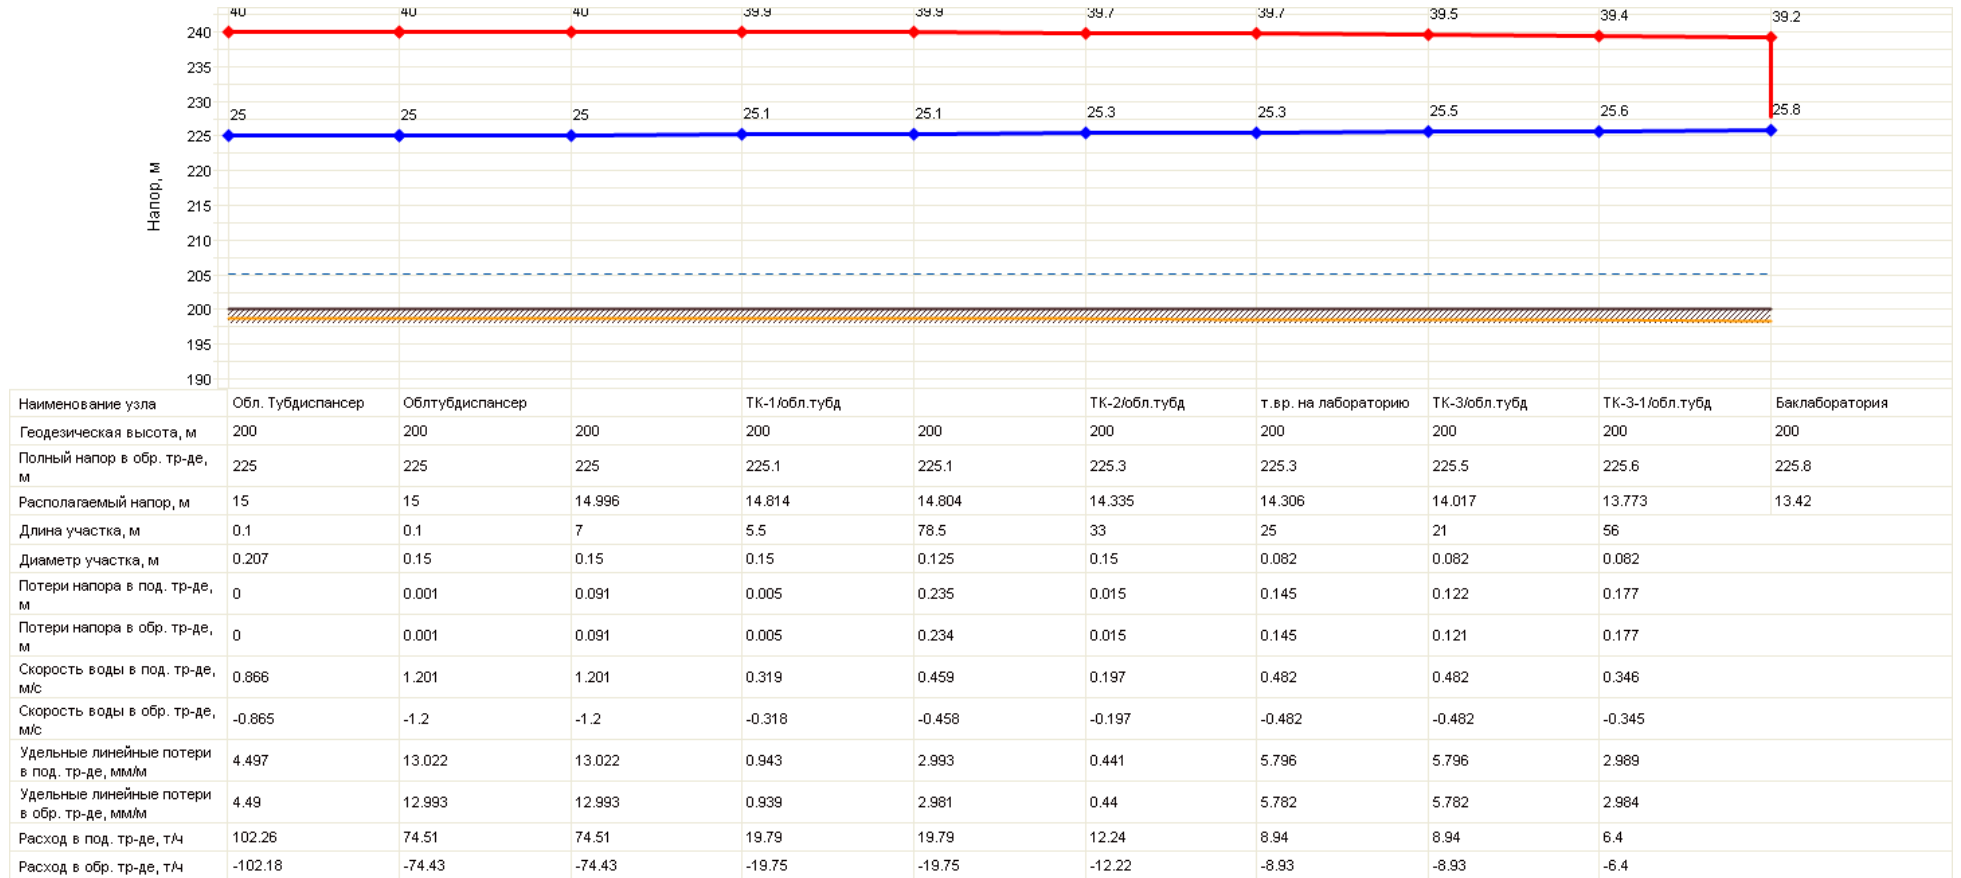 40 40 40 39.9 39.9 39.7 39.7 39.5 39.4 39.2
240
235
230
25 25 25 25.1 25.1 25.3 25.3 25.5 25.6 25.8
225
220
Напор, м
215
210
205
200
195
190
Наименование узла Обл. Тубдиспансер Облтубдиспансер ТК-1/обл.тубд ТК-2/обл.тубд т.вр. на лабораторию ТК-3/обл.тубд ТК-3-1/обл.тубд Баклаборатория
Геодезическая высота, м 200 200 200 200 200 200 200 200 200 200
Полный напор в обр. тр-де,
м 225 225 225 225.1 225.1 225.3 225.3 225.5 225.6 225.8
Располагаемый напор, м 15 15 14.996 14.814 14.804 14.335 14.306 14.017 13.773 13.42
Длина участка, м 0.1 0.1 7 5.5 78.5 33 25 21 56
Диаметр участка, м 0.207 0.15 0.15 0.15 0.125 0.15 0.082 0.082 0.082
Потери напора в под. тр-де,
м 0 0.001 0.091 0.005 0.235 0.015 0.145 0.122 0.177
Потери напора в обр. тр-де,
м 0 0.001 0.091 0.005 0.234 0.015 0.145 0.121 0.177
Скорость воды в под. тр-де,
м/с 0.866 1.201 1.201 0.319 0.459 0.197 0.482 0.482 0.346
Скорость воды в обр. тр-де,
м/с -0.865 -1.2 -1.2 -0.318 -0.458 -0.197 -0.482 -0.482 -0.345
Удельные линейные потери
в под. тр-де, мм/м 4.497 13.022 13.022 0.943 2.993 0.441 5.796 5.796 2.989
Удельные линейные потери
в обр. тр-де, мм/м 4.49 12.993 12.993 0.939 2.981 0.44 5.782 5.782 2.984
Расход в под. тр-де, т/ч 102.26 74.51 74.51 19.79 19.79 12.24 8.94 8.94 6.4
Расход в обр. тр-де, т/ч -102.18 -74.43 -74.43 -19.75 -19.75 -12.22 -8.93 -8.93 -6.4